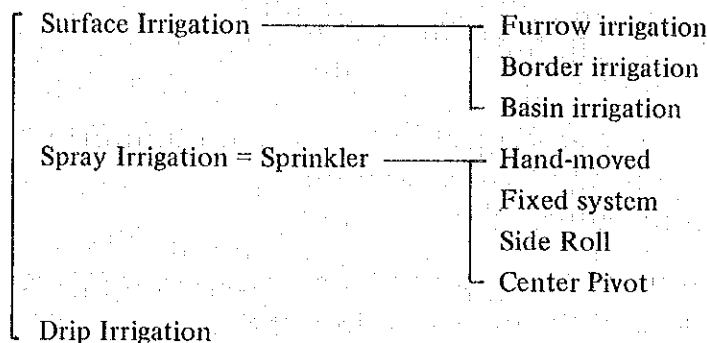 Surface Irrigation Furrow irrigation
Border irrigation
Basin irrigation
Spray Irrigation = Sprinkler Hand-moved
Fixed system
Side Roll
Center Pivot
Drip Irrigation